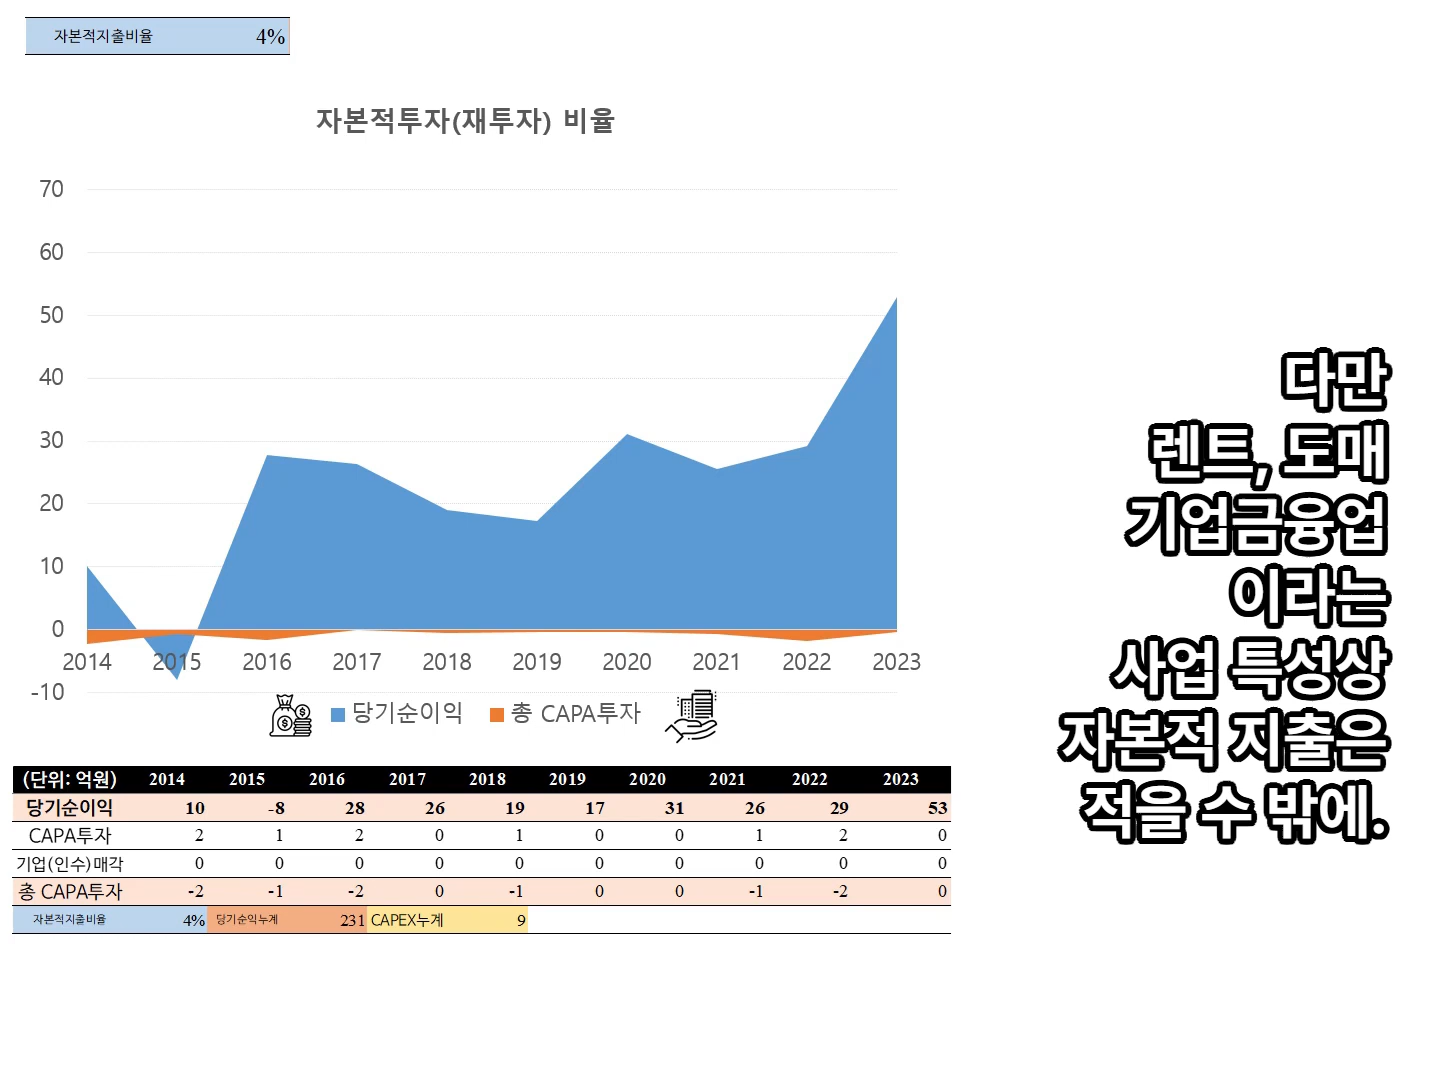 자본적지출비율 4%
자본적투자(재투자) 비율
70
60
50
40
30
20
10
0
-10
2014 2015 2016 2017 2018 2019 2020 2021 2022 2023
당기순이익 총 CAPA투자
(단위: 억원) 2014 2015 2016 2017 2018 2019 2020 2021 2022 2023
당기순이익 10 -8 28 26 19 17 31 26 29 53
CAPA투자 2 1 2 0 1 0 0 1 2 0
기업(인수)매각 0 0 0 0 0 0 0 0 0 0
총 CAPA투자 -2 -1 -2 0 -1 0 0 -1 -2 0
자본적지출비율 4% 당기순익누계 231 CAPEX누계 9
다만
렌트, 도매
기업금융업
이라는
사업 특성상
자본적 지출은
적을 수 밖에.